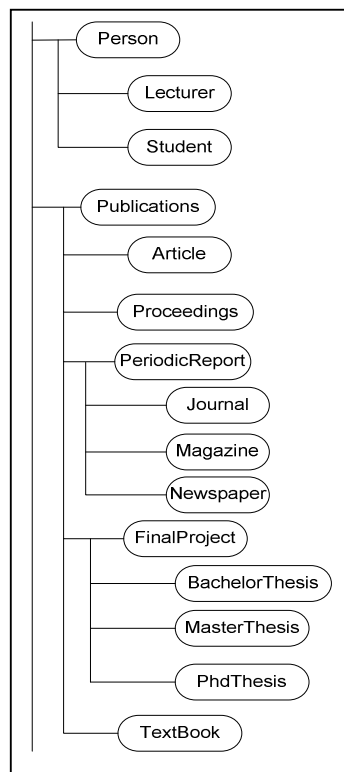 Person
Lecturer
Student
Publications
Article
Proceedings
PeriodicReport
Journal
Magazine
Newspaper
FinalProject
BachelorThesis
MasterThesis
PhdThesis
TextBook